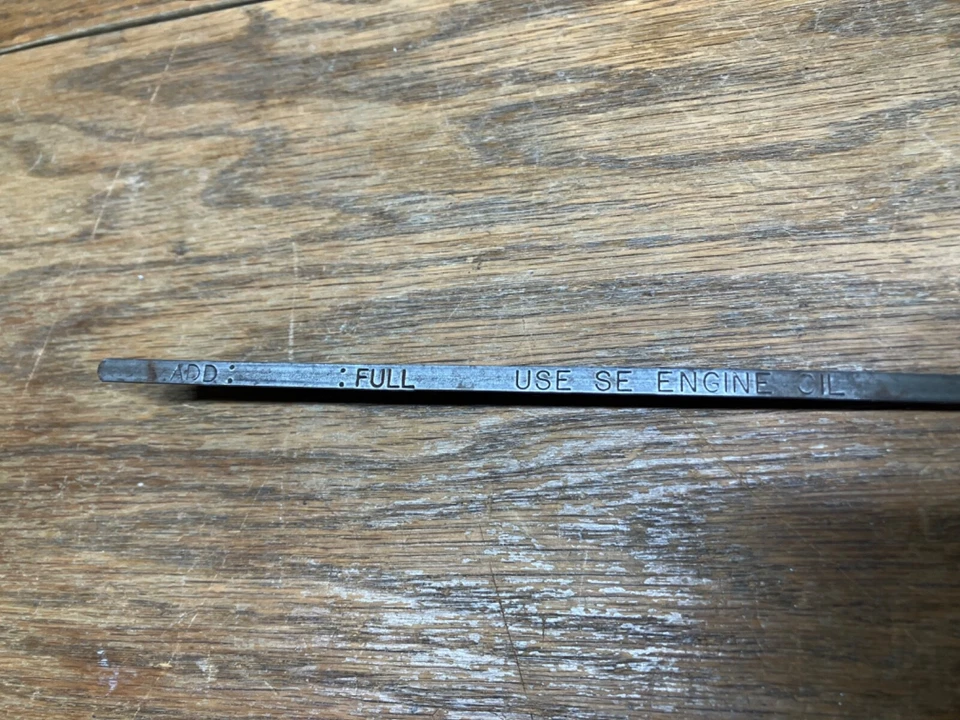 ADD : : FULL USE SE ENGINE OIL